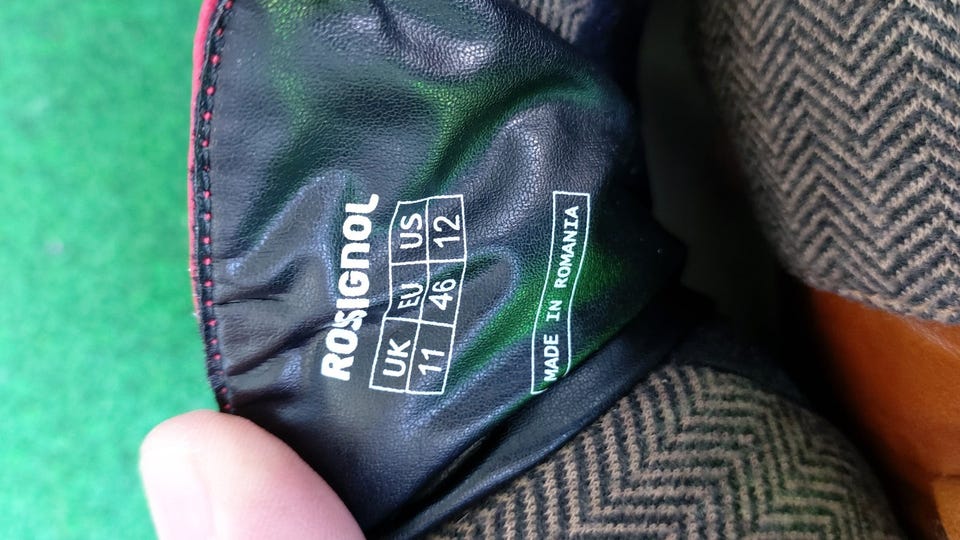 ROSIGNOL
UK EU US
11 46 12
MADE IN ROMANIA